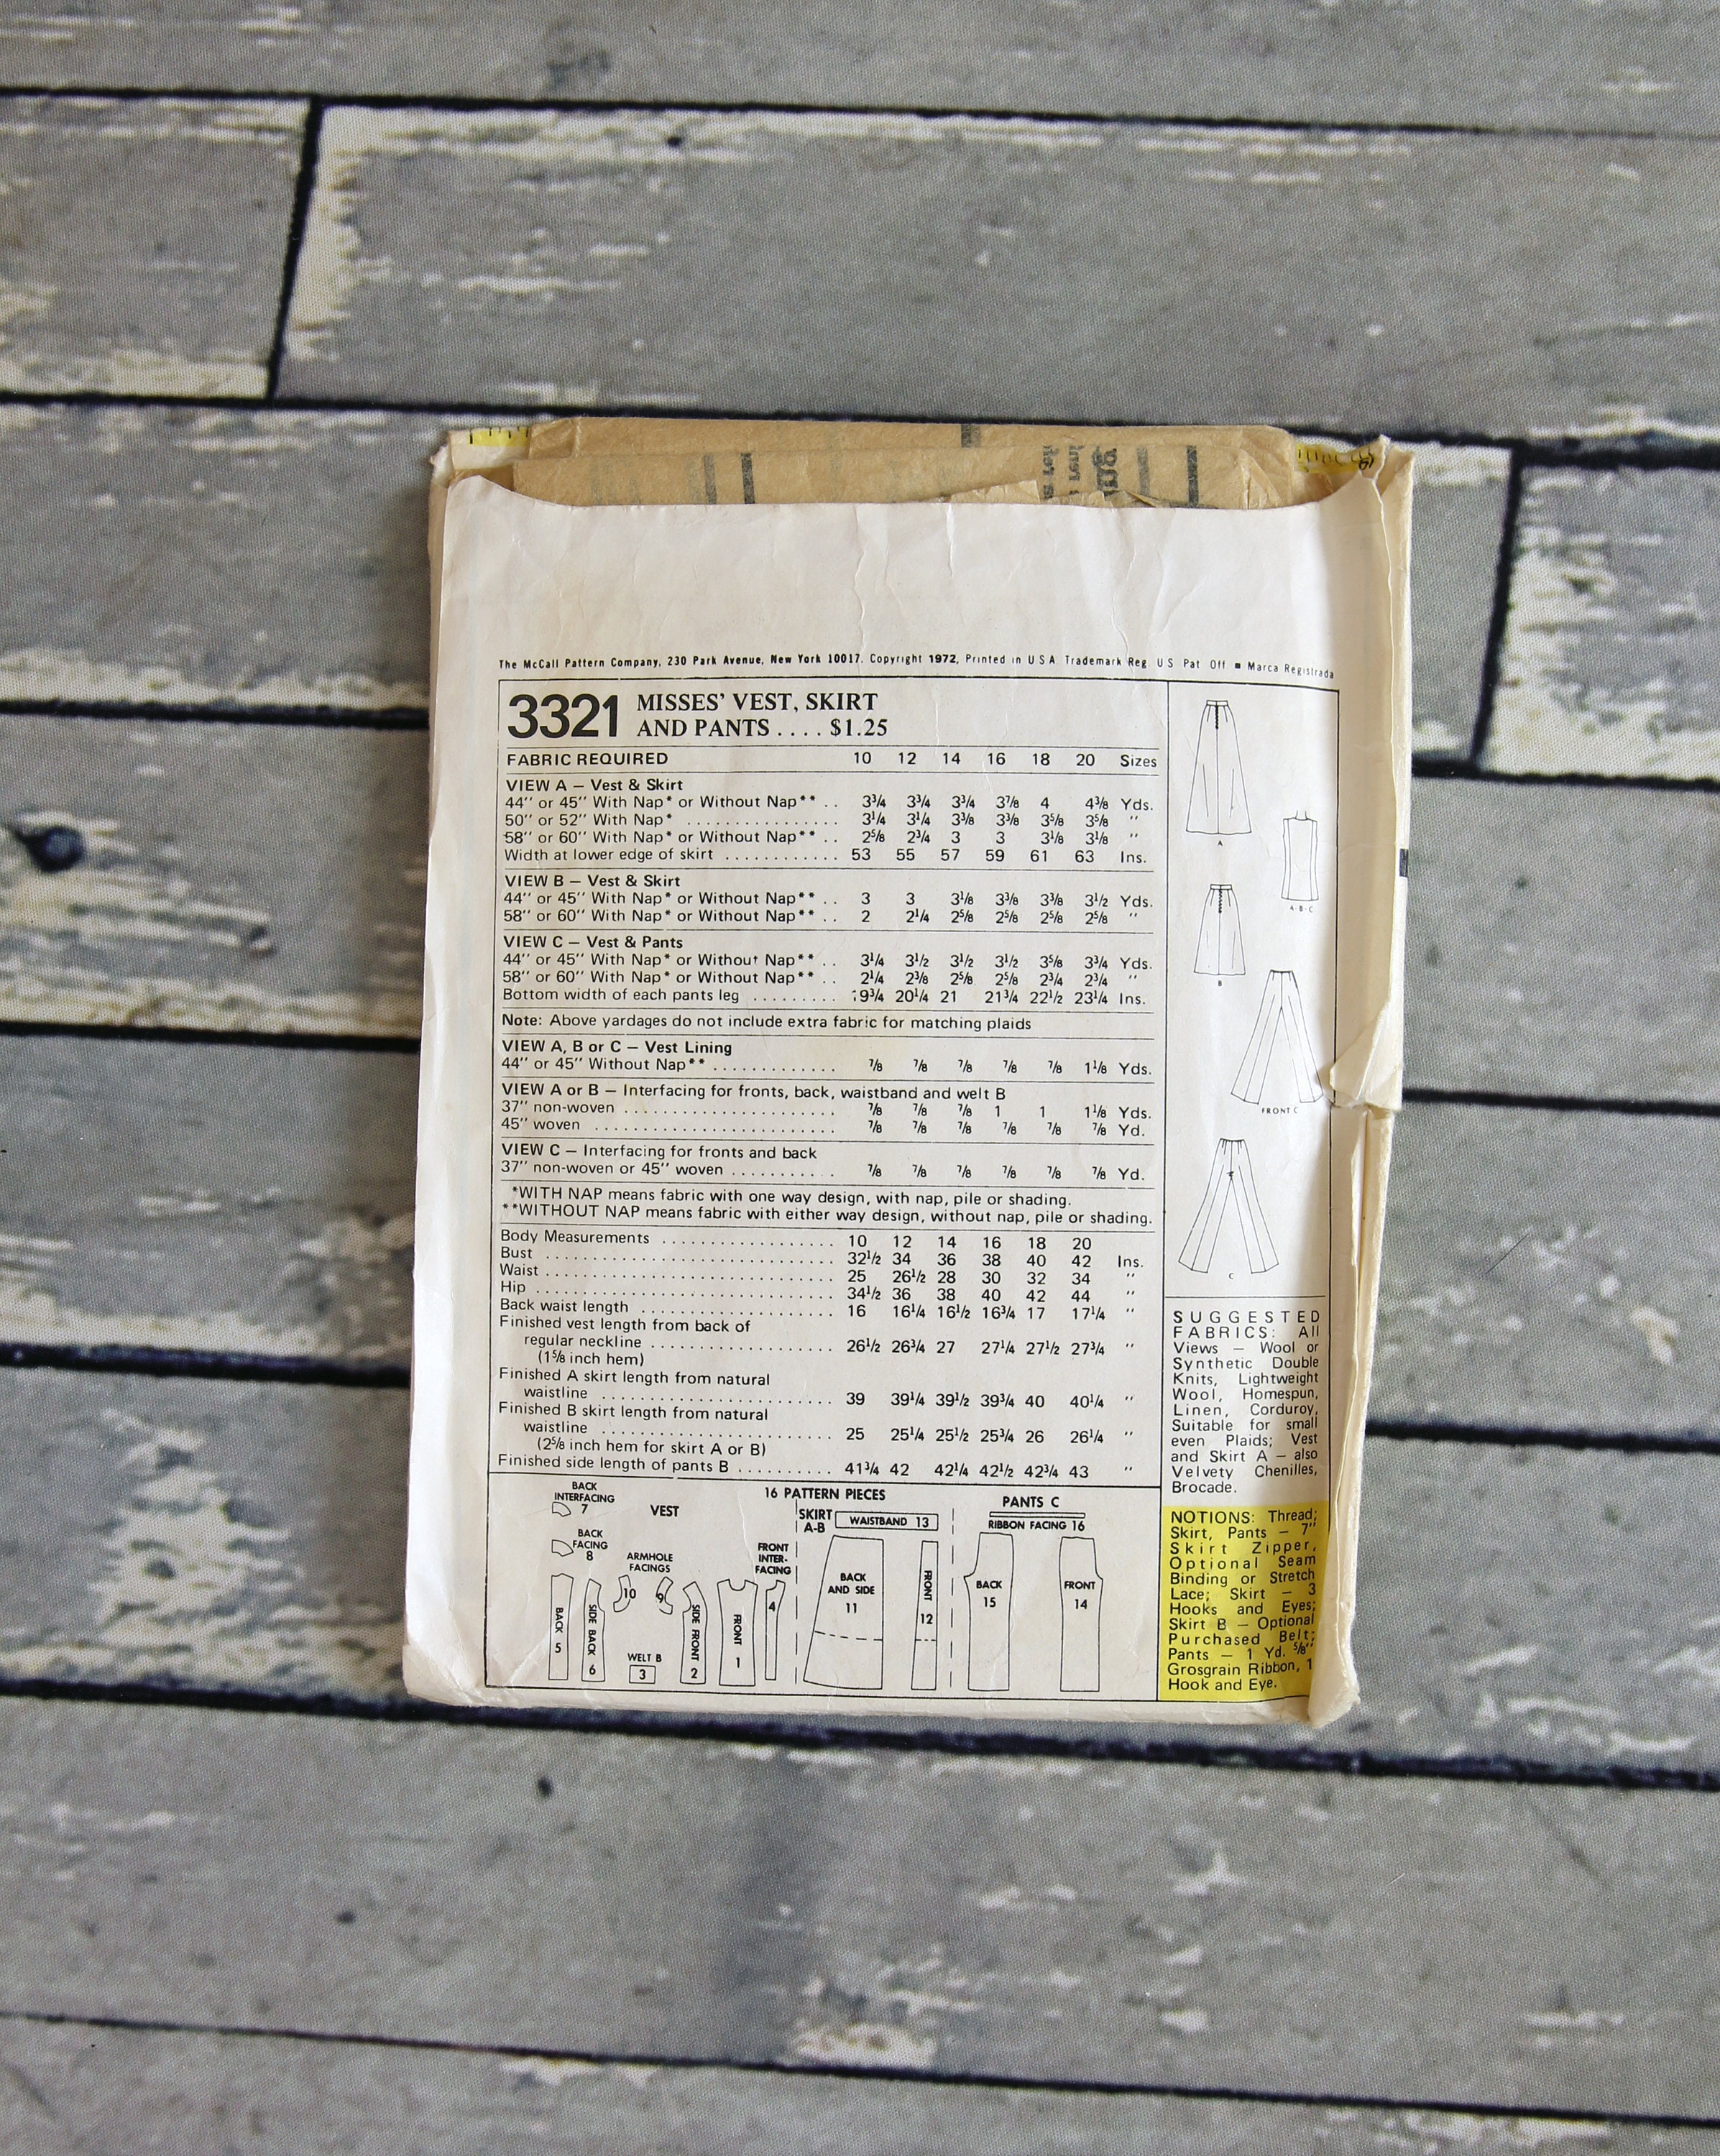 The McCall Pattern Company, 230 Park Avenue, New York 10017. Copyright 1972, Printed in U S A Trademark Reg U S Pat Off ■ Marca Registrada
3321 MISSES' VEST, SKIRT
AND PANTS . . . . $1.25
FABRIC REQUIRED 10 12 14 16 18 20 Sizes
VIEW A – Vest & Skirt
44'' or 45'' With Nap* or Without Nap** . . 3¾ 3¾ 3¾ 3⅞ 4 4⅜ Yds.
50'' or 52'' With Nap* . . . . . . . . . . . . . . . . 3¼ 3¼ 3⅜ 3⅜ 3⅝ 3⅝ ''
58'' or 60'' With Nap* or Without Nap** . . 2⅝ 2¾ 3 3 3⅛ 3⅛ ''
Width at lower edge of skirt . . . . . . . . . . . . 53 55 57 59 61 63 Ins.
VIEW B – Vest & Skirt
44'' or 45'' With Nap* or Without Nap** . . 3 3 3⅛ 3⅜ 3⅜ 3½ Yds.
58'' or 60'' With Nap* or Without Nap** . . 2 2¼ 2⅝ 2⅝ 2⅝ 2⅝ ''
VIEW C – Vest & Pants
44'' or 45'' With Nap* or Without Nap** . . 3¼ 3½ 3½ 3½ 3⅝ 3¾ Yds.
58'' or 60'' With Nap* or Without Nap** . . 2¼ 2⅜ 2⅝ 2⅝ 2¾ 2¾ ''
Bottom width of each pants leg . . . . . . . . . 19¾ 20¼ 21 21¾ 22½ 23¼ Ins.
Note: Above yardages do not include extra fabric for matching plaids
VIEW A, B or C – Vest Lining
44'' or 45'' Without Nap** . . . . . . . . . . . . . ⅞ ⅞ ⅞ ⅞ ⅞ 1⅛ Yds.
VIEW A or B – Interfacing for fronts, back, waistband and welt B
37'' non-woven . . . . . . . . . . . . . . . . . . . . . . ⅞ ⅞ ⅞ 1 1 1⅛ Yds.
45'' woven . . . . . . . . . . . . . . . . . . . . . . . . . ⅞ ⅞ ⅞ ⅞ ⅞ ⅞ Yd.
VIEW C – Interfacing for fronts and back
37'' non-woven or 45'' woven . . . . . . . . . . . ⅞ ⅞ ⅞ ⅞ ⅞ ⅞ Yd.
*WITH NAP means fabric with one way design, with nap, pile or shading.
**WITHOUT NAP means fabric with either way design, without nap, pile or shading.
Body Measurements . . . . . . . . . . . . . . . . . . 10 12 14 16 18 20
Bust . . . . . . . . . . . . . . . . . . . . . . . . . . . . . . 32½ 34 36 38 40 42 Ins.
Waist . . . . . . . . . . . . . . . . . . . . . . . . . . . . . 25 26½ 28 30 32 34 ''
Hip . . . . . . . . . . . . . . . . . . . . . . . . . . . . . . . 34½ 36 38 40 42 44 ''
Back waist length . . . . . . . . . . . . . . . . . . . . 16 16¼ 16½ 16¾ 17 17¼ ''
Finished vest length from back of
regular neckline . . . . . . . . . . . . . . . . . . 26½ 26¾ 27 27¼ 27½ 27¾ ''
(1⅝ inch hem)
Finished A skirt length from natural
waistline . . . . . . . . . . . . . . . . . . . . . . . . 39 39¼ 39½ 39¾ 40 40¼ ''
Finished B skirt length from natural
waistline . . . . . . . . . . . . . . . . . . . . . . . . 25 25¼ 25½ 25¾ 26 26¼ ''
(2⅝ inch hem for skirt A or B)
Finished side length of pants B . . . . . . . . . . 41¾ 42 42¼ 42½ 42¾ 43 ''
A
A-B-C
B
FRONT C
C
SUGGESTED
FABRICS: All
Views – Wool or
Synthetic Double
Knits, Lightweight
Wool, Homespun,
Linen, Corduroy,
Suitable for small
even Plaids; Vest
and Skirt A – also
Velvety Chenilles,
Brocade.
NOTIONS: Thread;
Skirt, Pants – 7''
Skirt Zipper,
Optional Seam
Binding or Stretch
Lace; Skirt – 3
Hooks and Eyes;
Skirt B – Optional
Purchased Belt;
Pants – 1 Yd. ⅝''
Grosgrain Ribbon, 1
Hook and Eye.
16 PATTERN PIECES
BACK
INTERFACING
7
VEST
BACK
FACING
8
ARMHOLE
FACINGS
10
9
FRONT
INTER-
FACING
4
BACK 5
SIDE BACK 6
WELT B
3
SIDE FRONT 2
FRONT 1
SKIRT
A-B
WAISTBAND 13
BACK
AND SIDE
11
FRONT
12
PANTS C
RIBBON FACING 16
BACK
15
FRONT
14